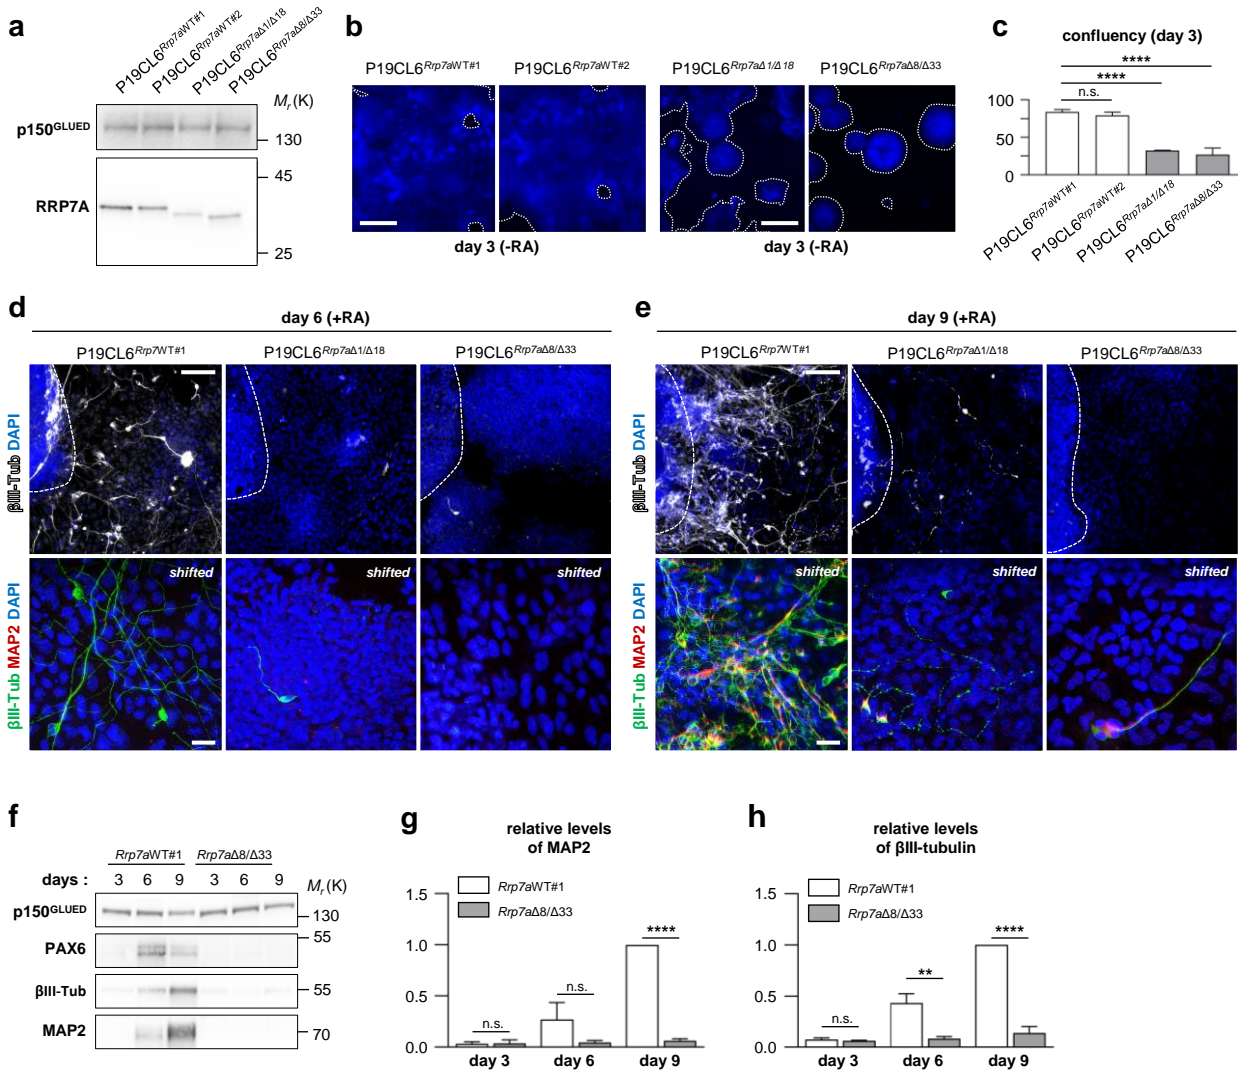 a
P19CL6Rrp7aWT#1
P19CL6Rrp7aWT#2
P19CL6Rrp7aΔ1/Δ18
P19CL6Rrp7aΔ8/Δ33
Mr(K)
p150GLUED
130
45
RRP7A
25
b
P19CL6Rrp7aWT#1
P19CL6Rrp7aWT#2
P19CL6Rrp7aΔ1/Δ18
P19CL6Rrp7aΔ8/Δ33
day 3 (-RA)
day 3 (-RA)
c
confluency (day 3)
****
****
n.s.
100
50
0
P19CL6Rrp7aWT#1
P19CL6Rrp7aWT#2
P19CL6Rrp7aΔ1/Δ18
P19CL6Rrp7aΔ8/Δ33
d
day 6 (+RA)
P19CL6Rrp7WT#1
P19CL6Rrp7aΔ1/Δ18
P19CL6Rrp7aΔ8/Δ33
βIII-Tub DAPI
βIII-Tub MAP2 DAPI
shifted
shifted
shifted
e
day 9 (+RA)
P19CL6Rrp7WT#1
P19CL6Rrp7aΔ1/Δ18
P19CL6Rrp7aΔ8/Δ33
βIII-Tub DAPI
βIII-Tub MAP2 DAPI
shifted
shifted
shifted
f
Rrp7aWT#1 Rrp7aΔ8/Δ33
days : 3 6 9 3 6 9
Mr(K)
p150GLUED
130
PAX6
55
βIII-Tub
55
MAP2
70
g
relative levels
of MAP2
Rrp7aWT#1
Rrp7aΔ8/Δ33
1.5
1.0
0.5
0.0
n.s.
n.s.
****
day 3 day 6 day 9
h
relative levels
of βIII-tubulin
Rrp7aWT#1
Rrp7aΔ8/Δ33
1.5
1.0
0.5
0.0
n.s.
**
****
day 3 day 6 day 9